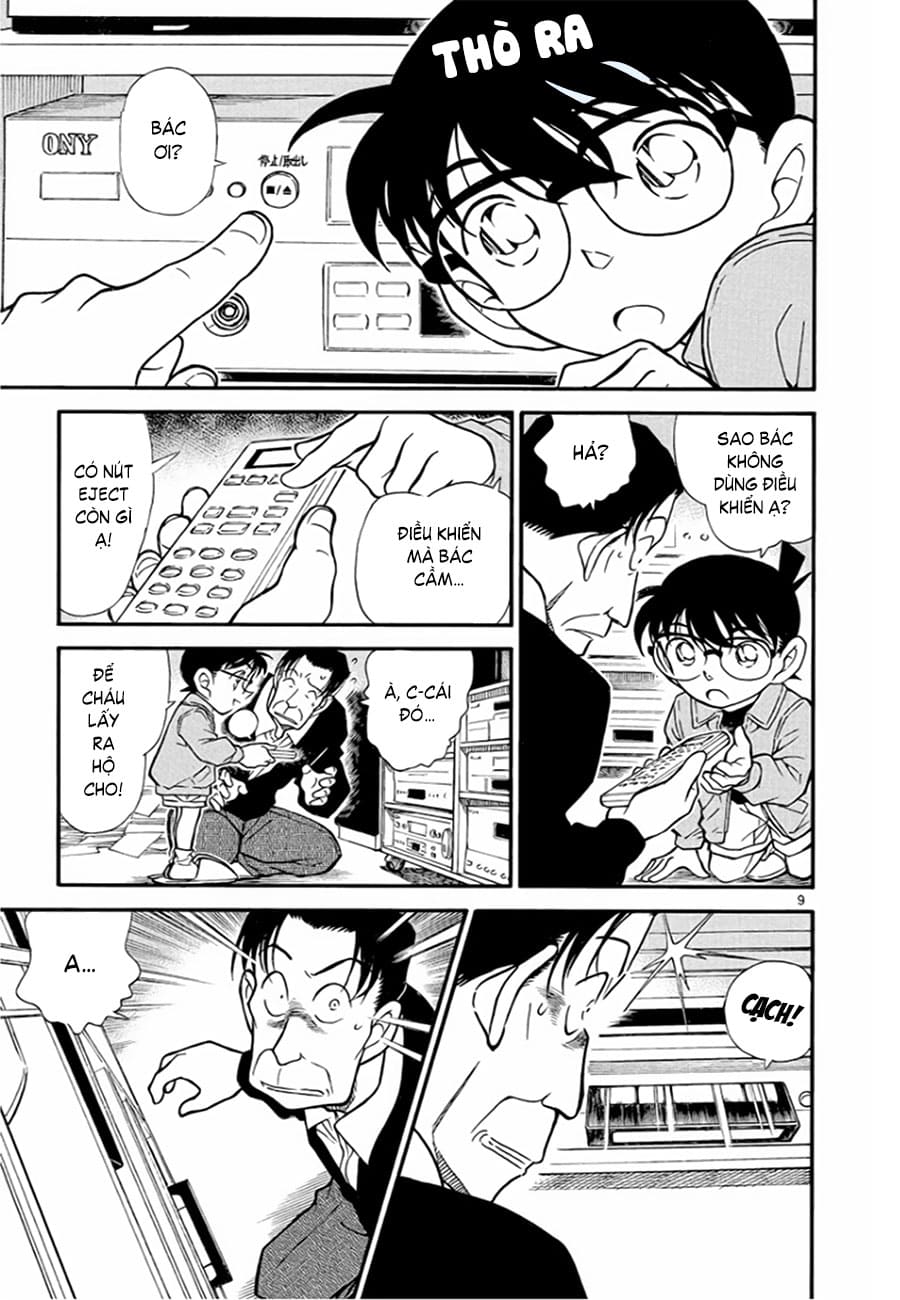 THÒ RA
BÁC
ƠI?
ONY
停止/取出し
■/▲
SAO BÁC
KHÔNG
DÙNG ĐIỀU
KHIỂN Ạ?
HẢ?
ĐIỀU KHIỂN
MÀ BÁC
CẦM...
CÓ NÚT
EJECT
CÒN GÌ
Ạ!
À, C-CÁI
ĐÓ...
ĐỂ
CHÁU
LẤY
RA
HỘ
CHO!
9
CẠCH!
A...